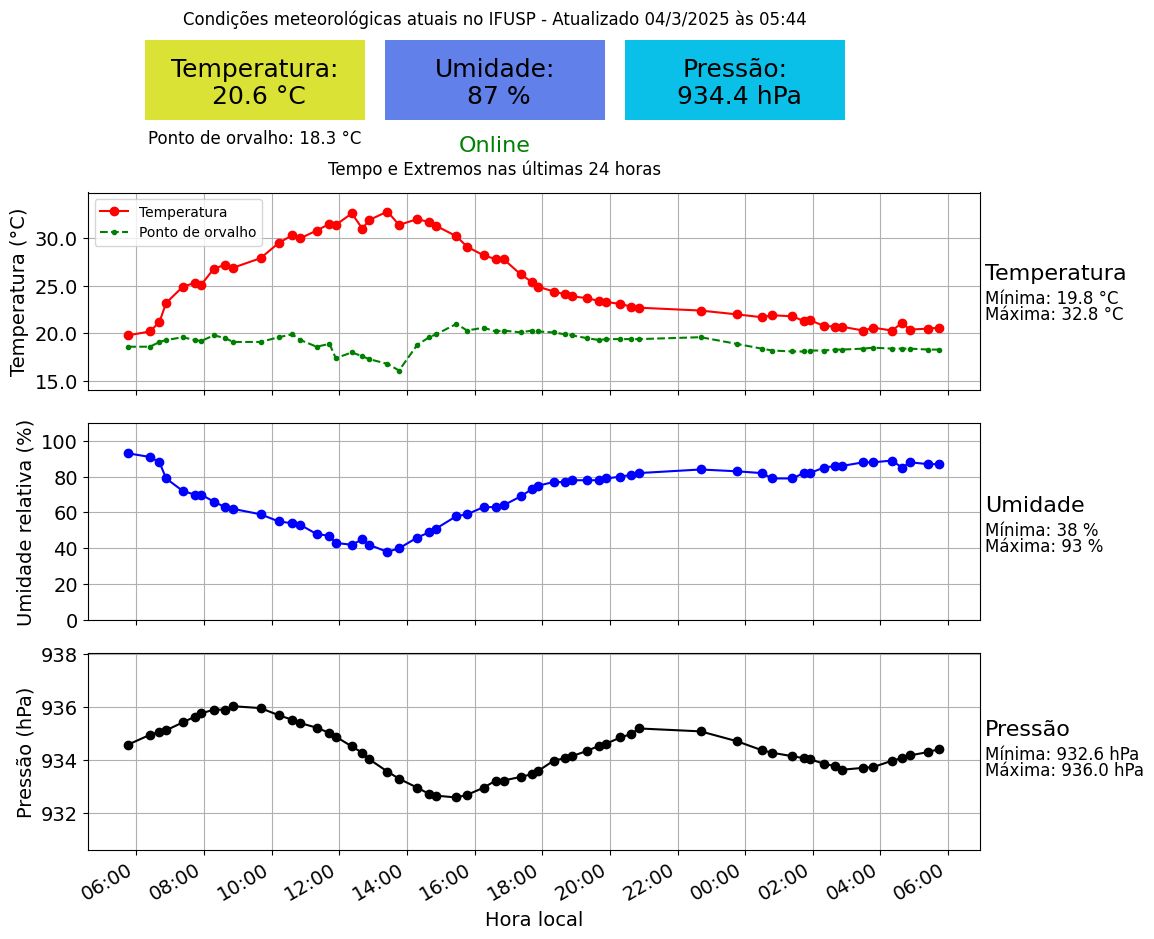 Condições meteorológicas atuais no IFUSP - Atualizado 04/3/2025 às 05:44
Temperatura:
20.6 °C
Umidade:
87 %
Pressão:
934.4 hPa
Ponto de orvalho: 18.3 °C
Online
Tempo e Extremos nas últimas 24 horas
Temperatura (°C)
30.0
25.0
20.0
15.0
Temperatura
Ponto de orvalho
Temperatura
Mínima: 19.8 °C
Máxima: 32.8 °C
Umidade relativa (%)
100
80
60
40
20
0
Umidade
Mínima: 38 %
Máxima: 93 %
Pressão (hPa)
938
936
934
932
Pressão
Mínima: 932.6 hPa
Máxima: 936.0 hPa
06:00 08:00 10:00 12:00 14:00 16:00 18:00 20:00 22:00 00:00 02:00 04:00 06:00
Hora local